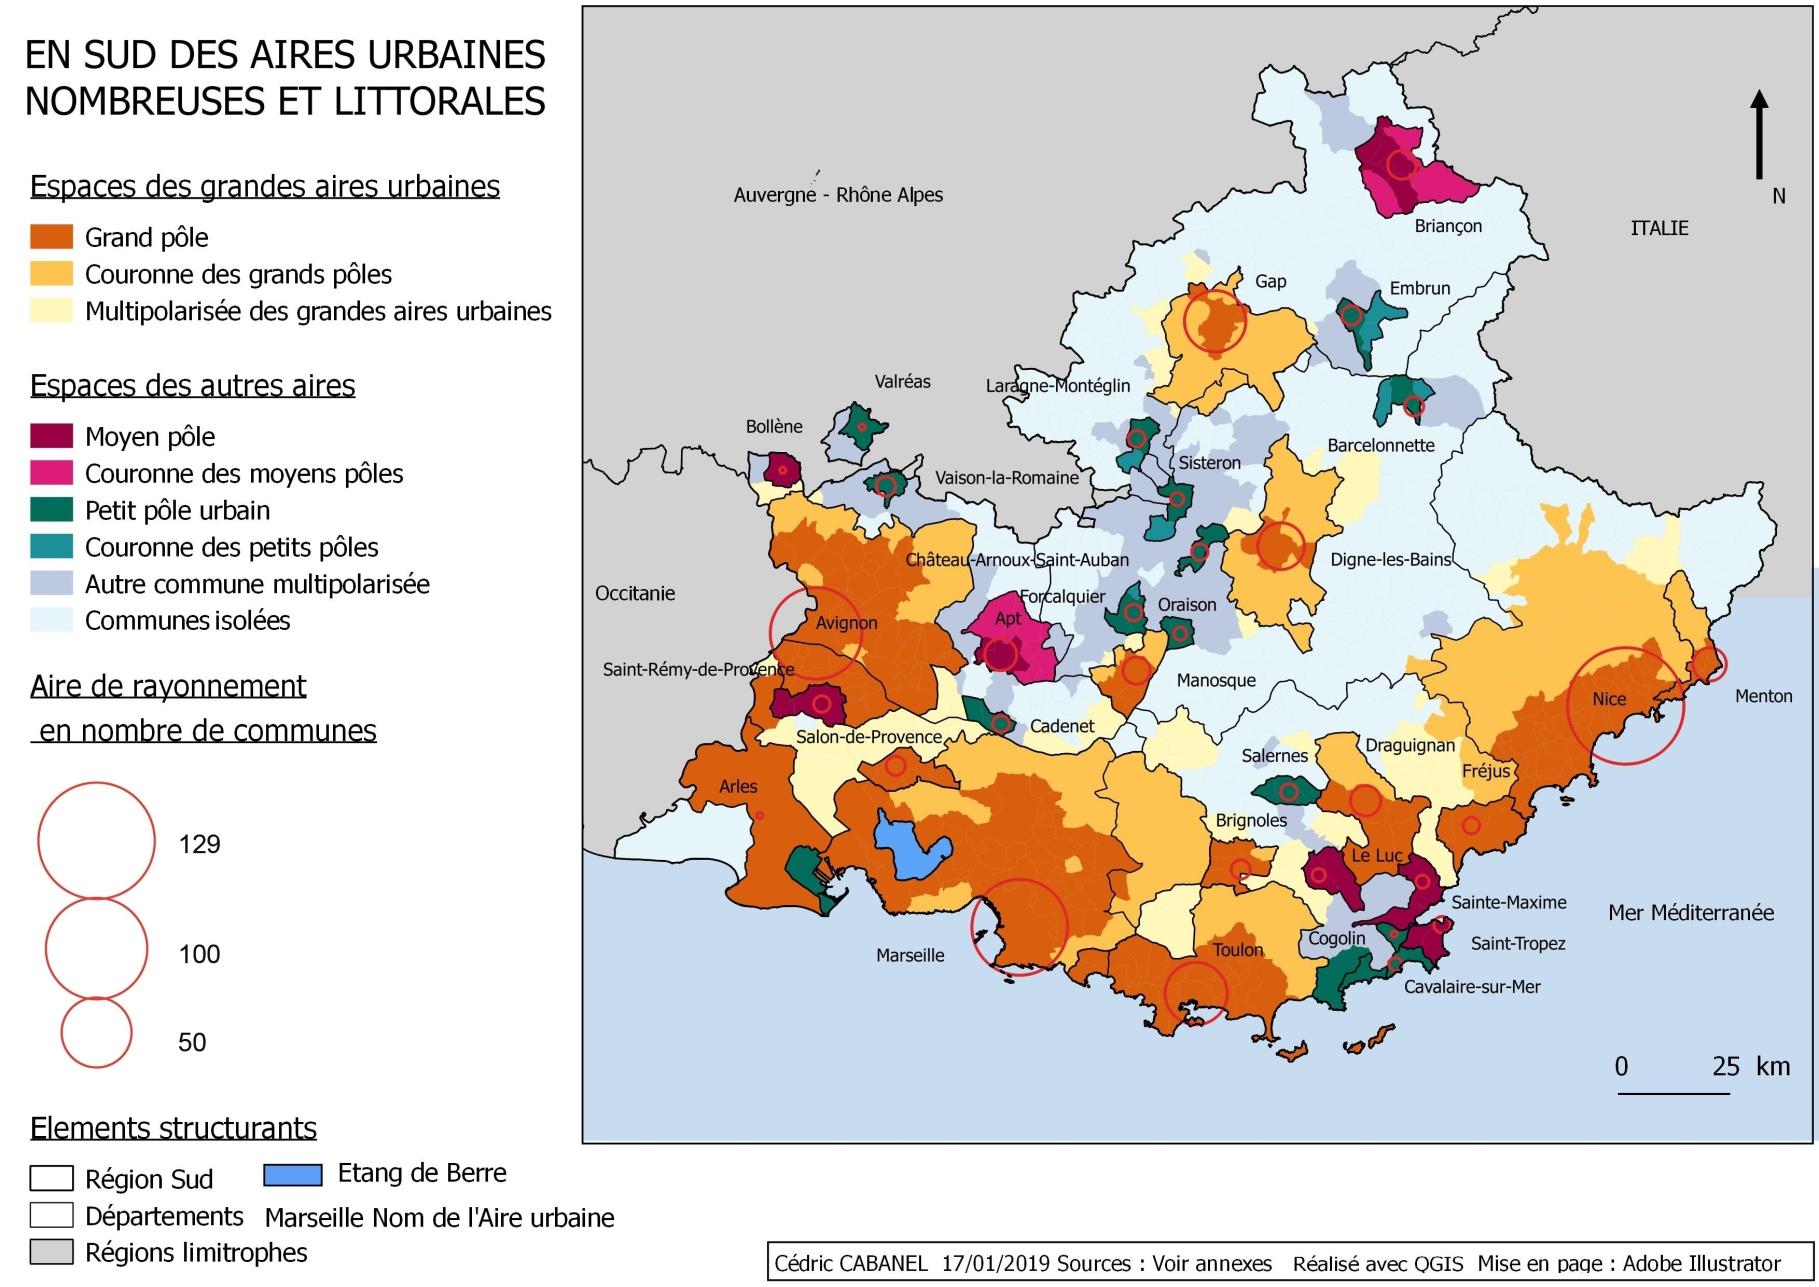 EN SUD DES AIRES URBAINES
NOMBREUSES ET LITTORALES
Espaces des grandes aires urbaines
Grand pôle
Couronne des grands pôles
Multipolarisée des grandes aires urbaines
Espaces des autres aires
Moyen pôle
Couronne des moyens pôles
Petit pôle urbain
Couronne des petits pôles
Autre commune multipolarisée
Communes isolées
Aire de rayonnement
en nombre de communes
129
100
50
Elements structurants
Région Sud
Etang de Berre
Départements
Marseille Nom de l'Aire urbaine
Régions limitrophes
Auvergne - Rhône Alpes
N
ITALIE
Briançon
Gap
Embrun
Valréas
Laragne-Montéglin
Bollène
Barcelonnette
Sisteron
Vaison-la-Romaine
Château-Arnoux-Saint-Auban
Digne-les-Bains
Occitanie
Forcalquier
Oraison
Apt
Avignon
Saint-Rémy-de-Provence
Manosque
Nice
Menton
Cadenet
Salon-de-Provence
Draguignan
Salernes
Fréjus
Arles
Brignoles
Le Luc
Sainte-Maxime
Mer Méditerranée
Cogolin
Saint-Tropez
Toulon
Marseille
Cavalaire-sur-Mer
0 25 km
Cédric CABANEL 17/01/2019 Sources : Voir annexes Réalisé avec QGIS Mise en page : Adobe Illustrator